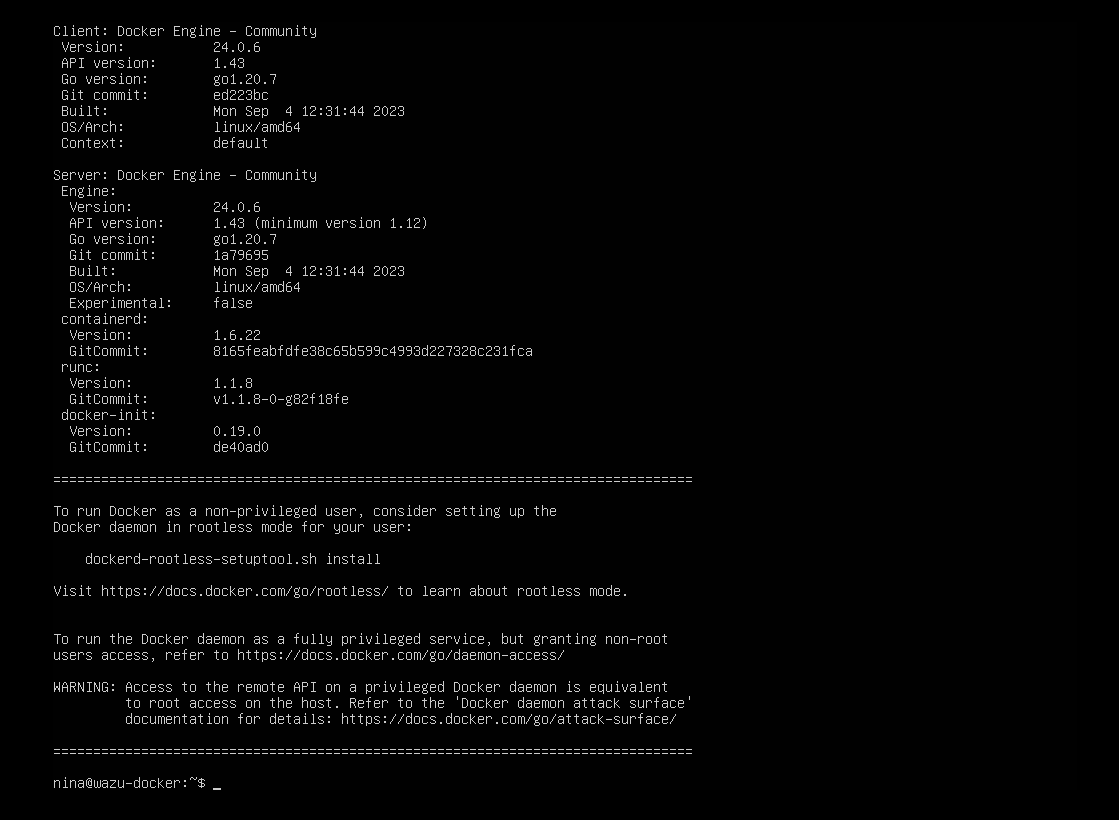 Client: Docker Engine - Community
 Version:           24.0.6
 API version:       1.43
 Go version:        go1.20.7
 Git commit:        ed223bc
 Built:             Mon Sep  4 12:31:44 2023
 OS/Arch:           linux/amd64
 Context:           default

Server: Docker Engine - Community
 Engine:
  Version:          24.0.6
  API version:      1.43 (minimum version 1.12)
  Go version:       go1.20.7
  Git commit:       1a79695
  Built:            Mon Sep  4 12:31:44 2023
  OS/Arch:          linux/amd64
  Experimental:     false
 containerd:
  Version:          1.6.22
  GitCommit:        8165feabfdfe38c65b599c4993d227328c231fca
 runc:
  Version:          1.1.8
  GitCommit:        v1.1.8-0-g82f18fe
 docker-init:
  Version:          0.19.0
  GitCommit:        de40ad0

================================================================================

To run Docker as a non-privileged user, consider setting up the
Docker daemon in rootless mode for your user:

    dockerd-rootless-setuptool.sh install

Visit https://docs.docker.com/go/rootless/ to learn about rootless mode.


To run the Docker daemon as a fully privileged service, but granting non-root
users access, refer to https://docs.docker.com/go/daemon-access/

WARNING: Access to the remote API on a privileged Docker daemon is equivalent
         to root access on the host. Refer to the 'Docker daemon attack surface'
         documentation for details: https://docs.docker.com/go/attack-surface/

================================================================================

nina@wazu-docker:~$ _